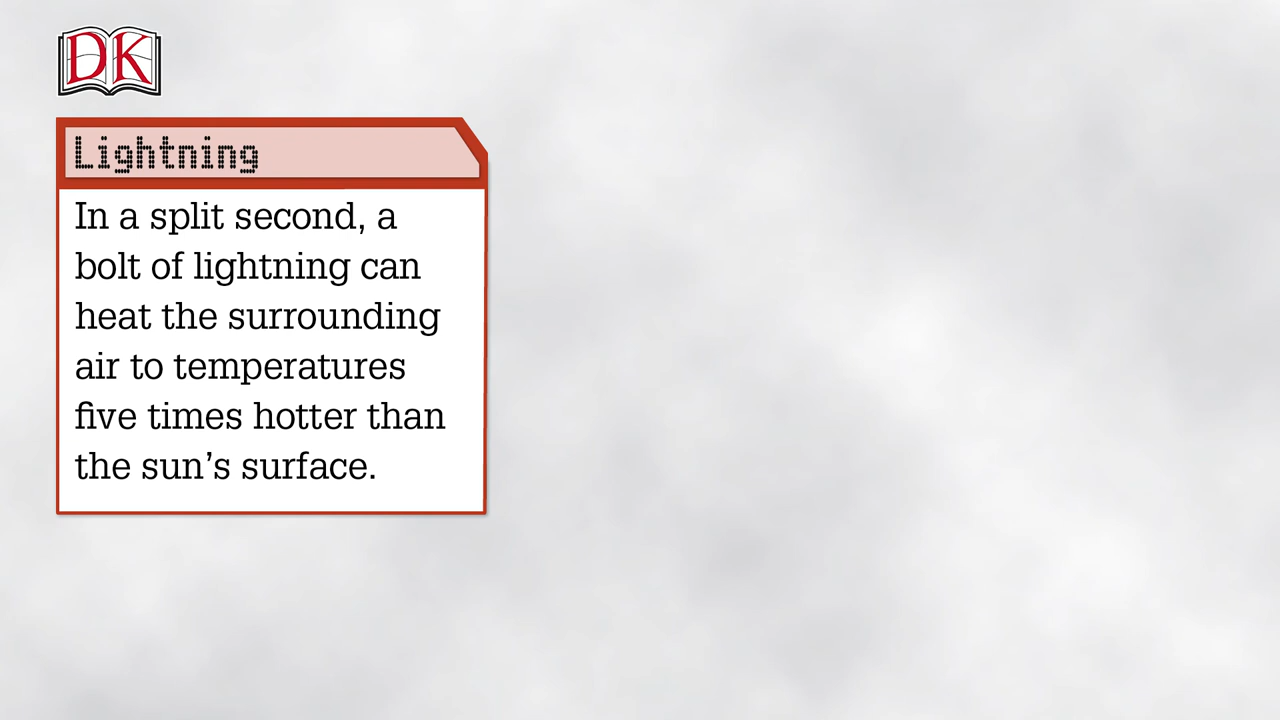 DK
Lightning
In a split second, a
bolt of lightning can
heat the surrounding
air to temperatures
five times hotter than
the sun’s surface.